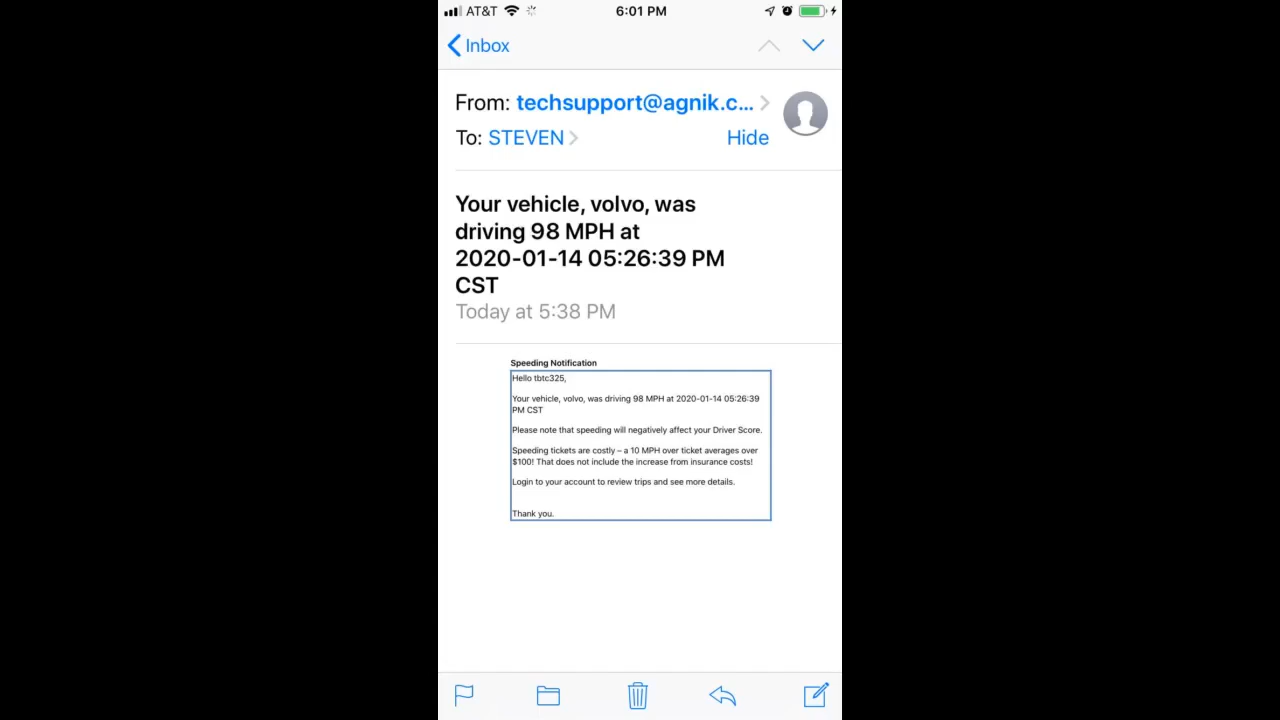 AT&T
6:01 PM
Inbox
From: techsupport@agnik.c...
To: STEVEN
Hide
Your vehicle, volvo, was
driving 98 MPH at
2020-01-14 05:26:39 PM
CST
Today at 5:38 PM
Speeding Notification
Hello tbtc325,
Your vehicle, volvo, was driving 98 MPH at 2020-01-14 05:26:39
PM CST
Please note that speeding will negatively affect your Driver Score.
Speeding tickets are costly – a 10 MPH over ticket averages over
$100! That does not include the increase from insurance costs!
Login to your account to review trips and see more details.
Thank you.